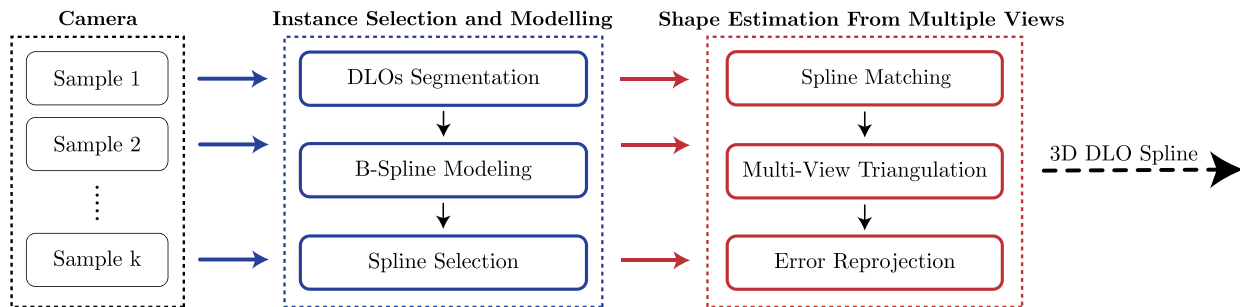 Camera
Sample 1
Sample 2
Sample k
Instance Selection and Modelling
DLOs Segmentation
B-Spline Modeling
Spline Selection
Shape Estimation From Multiple Views
Spline Matching
Multi-View Triangulation
Error Reprojection
3D DLO Spline